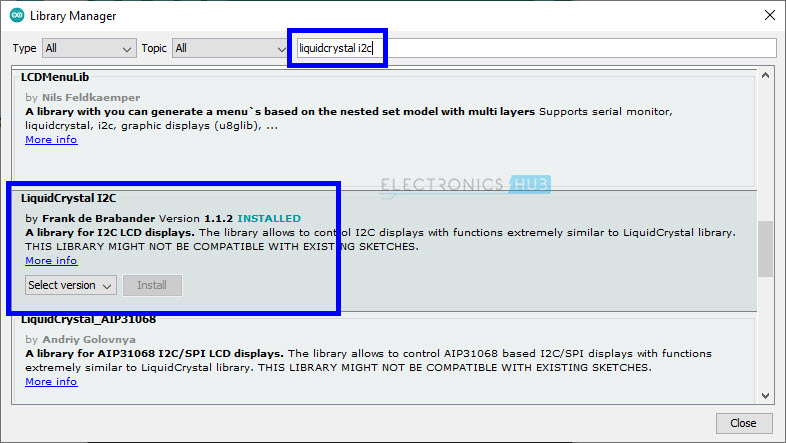 Library Manager
Type All Topic All liquidcrystal i2c
LCDMenuLib
by Nils Feldkaemper
A library with you can generate a menu`s based on the nested set model with multi layers Supports serial monitor,
liquidcrystal, i2c, graphic displays (u8glib), ...
More info
ELECTRONICS HUB
LiquidCrystal I2C
by Frank de Brabander Version 1.1.2 INSTALLED
A library for I2C LCD displays. The library allows to control I2C displays with functions extremely similar to LiquidCrystal library.
THIS LIBRARY MIGHT NOT BE COMPATIBLE WITH EXISTING SKETCHES.
More info
Select version Install
LiquidCrystal_AIP31068
by Andriy Golovnya
A library for AIP31068 I2C/SPI LCD displays. The library allows to control AIP31068 based I2C/SPI displays with functions
extremely similar to LiquidCrystal library. THIS LIBRARY MIGHT NOT BE COMPATIBLE WITH EXISTING SKETCHES.
More info
Close